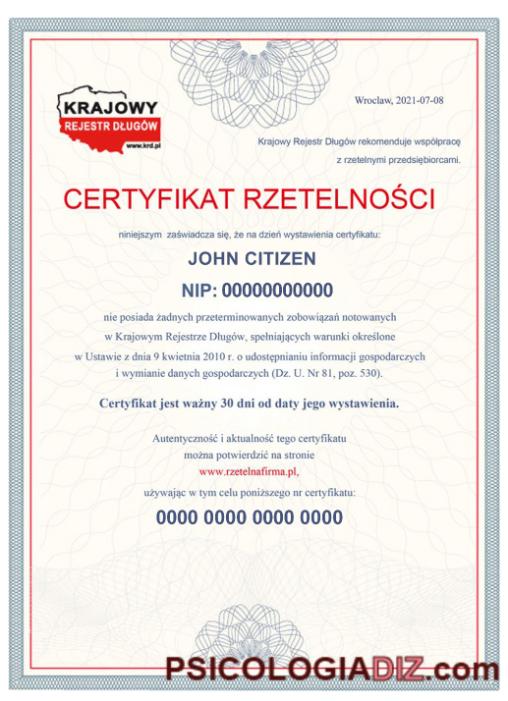 KRAJOWY
REJESTR DŁUGÓW
www.krd.pl
Wroclaw, 2021-07-08
Krajowy Rejestr Długów rekomenduje współpracę
z rzetelnymi przedsiębiorcami.
CERTYFIKAT RZETELNOŚCI
niniejszym zaświadcza się, że na dzień wystawienia certyfikatu:
JOHN CITIZEN
NIP: 00000000000
nie posiada żadnych przeterminowanych zobowiązań notowanych
w Krajowym Rejestrze Długów, spełniających warunki określone
w Ustawie z dnia 9 kwietnia 2010 r. o udostępnianiu informacji gospodarczych
i wymianie danych gospodarczych (Dz. U. Nr 81, poz. 530).
Certyfikat jest ważny 30 dni od daty jego wystawienia.
Autentyczność i aktualność tego certyfikatu
można potwierdzić na stronie
www.rzetelnafirma.pl,
używając w tym celu poniższego nr certyfikatu:
0000 0000 0000 0000
PSICOLOGIADIZ.com